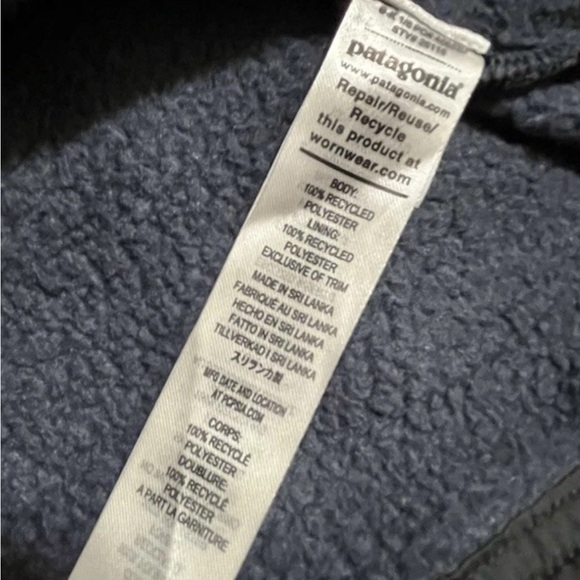 patagonia®
www.patagonia.com
Repair/Reuse/
Recycle
this product at
wornwear.com
BODY:
100% RECYCLED
POLYESTER
LINING:
100% RECYCLED
POLYESTER
EXCLUSIVE OF TRIM
MADE IN SRI LANKA
FABRIQUÉ AU SRI LANKA
HECHO EN SRI LANKA
FATTO IN SRI LANKA
TILLVERKAD I SRI LANKA
スリランカ製
MFG DATE AND LOCATION
AT PCPSIA.COM
CORPS:
100% RECYCLÉ
POLYESTER
DOUBLURE:
100% RECYCLÉ
POLYESTER
A PART LA GARNITURE